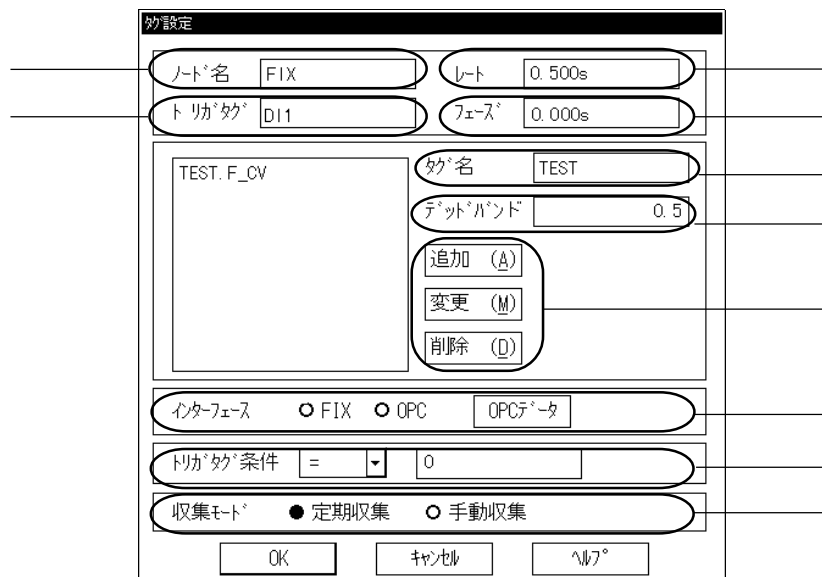 ﾀｸﾞ設定
ﾉｰﾄﾞ名 FIX ﾚｰﾄ 0.500s
ﾄﾘｶﾞﾀｸﾞ DI1 ﾌｪｰｽﾞ 0.000s
TEST.F_CV
ﾀｸﾞ名 TEST
ﾃﾞｯﾄﾞﾊﾞﾝﾄﾞ 0.5
追加 (A)
変更 (M)
削除 (D)
ｲﾝﾀｰﾌｪｰｽ FIX OPC OPCﾃﾞｰﾀ
ﾄﾘｶﾞﾀｸﾞ条件 = 0
収集ﾓｰﾄﾞ 定期収集 手動収集
OK ｷｬﾝｾﾙ ﾍﾙﾌﾟ